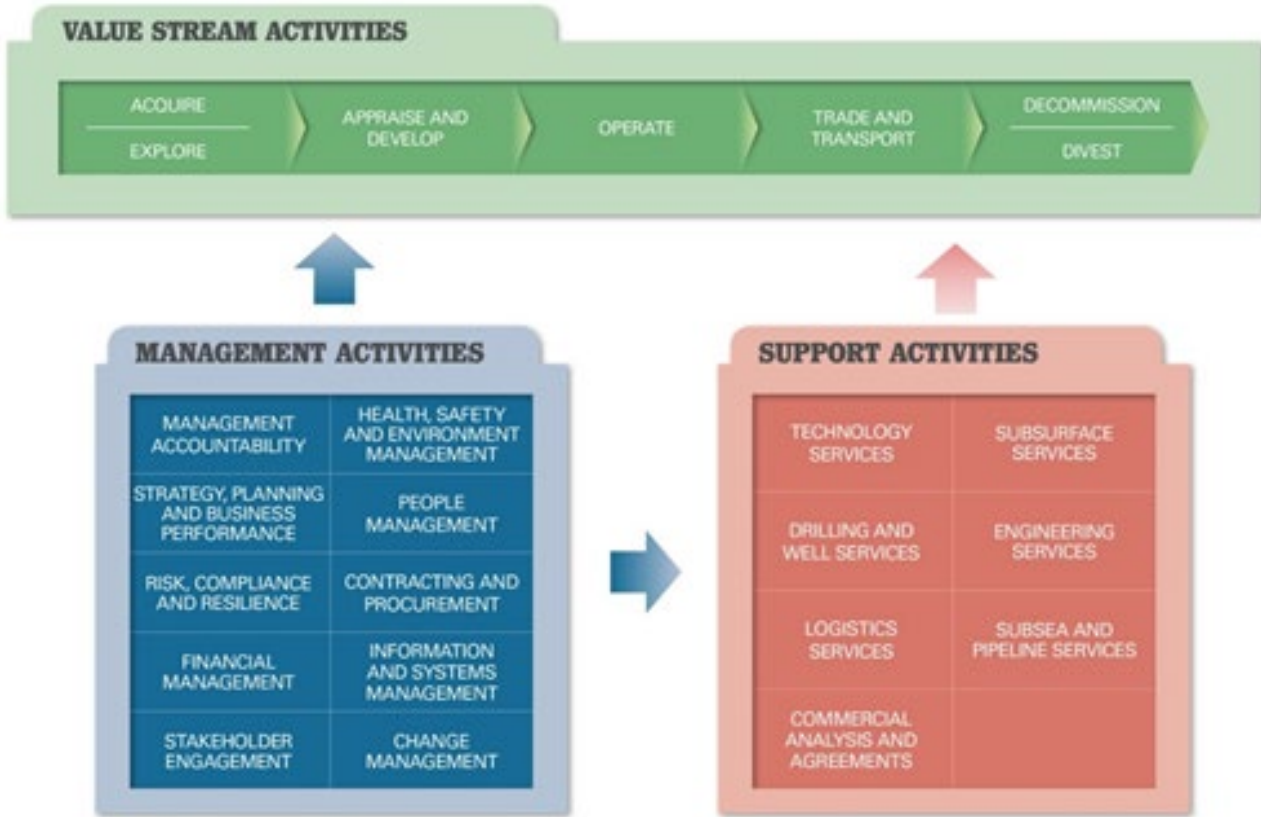 VALUE STREAM ACTIVITIES
ACQUIRE
EXPLORE
APPRAISE AND
DEVELOP
OPERATE
TRADE AND
TRANSPORT
DECOMMISSION
DIVEST
MANAGEMENT ACTIVITIES
MANAGEMENT
ACCOUNTABILITY
HEALTH, SAFETY
AND ENVIRONMENT
MANAGEMENT
STRATEGY, PLANNING
AND BUSINESS
PERFORMANCE
PEOPLE
MANAGEMENT
RISK, COMPLIANCE
AND RESILIENCE
CONTRACTING AND
PROCUREMENT
FINANCIAL
MANAGEMENT
INFORMATION
AND SYSTEMS
MANAGEMENT
STAKEHOLDER
ENGAGEMENT
CHANGE
MANAGEMENT
SUPPORT ACTIVITIES
TECHNOLOGY
SERVICES
SUBSURFACE
SERVICES
DRILLING AND
WELL SERVICES
ENGINEERING
SERVICES
LOGISTICS
SERVICES
SUBSEA AND
PIPELINE SERVICES
COMMERCIAL
ANALYSIS AND
AGREEMENTS